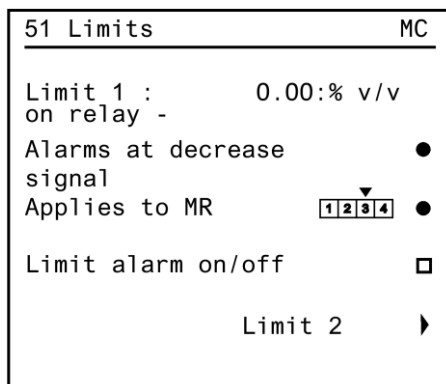 51 Limits MC
Limit 1 : 0.00:% v/v
on relay -
Alarms at decrease
signal
Applies to MR 1 2 3 4
Limit alarm on/off
Limit 2